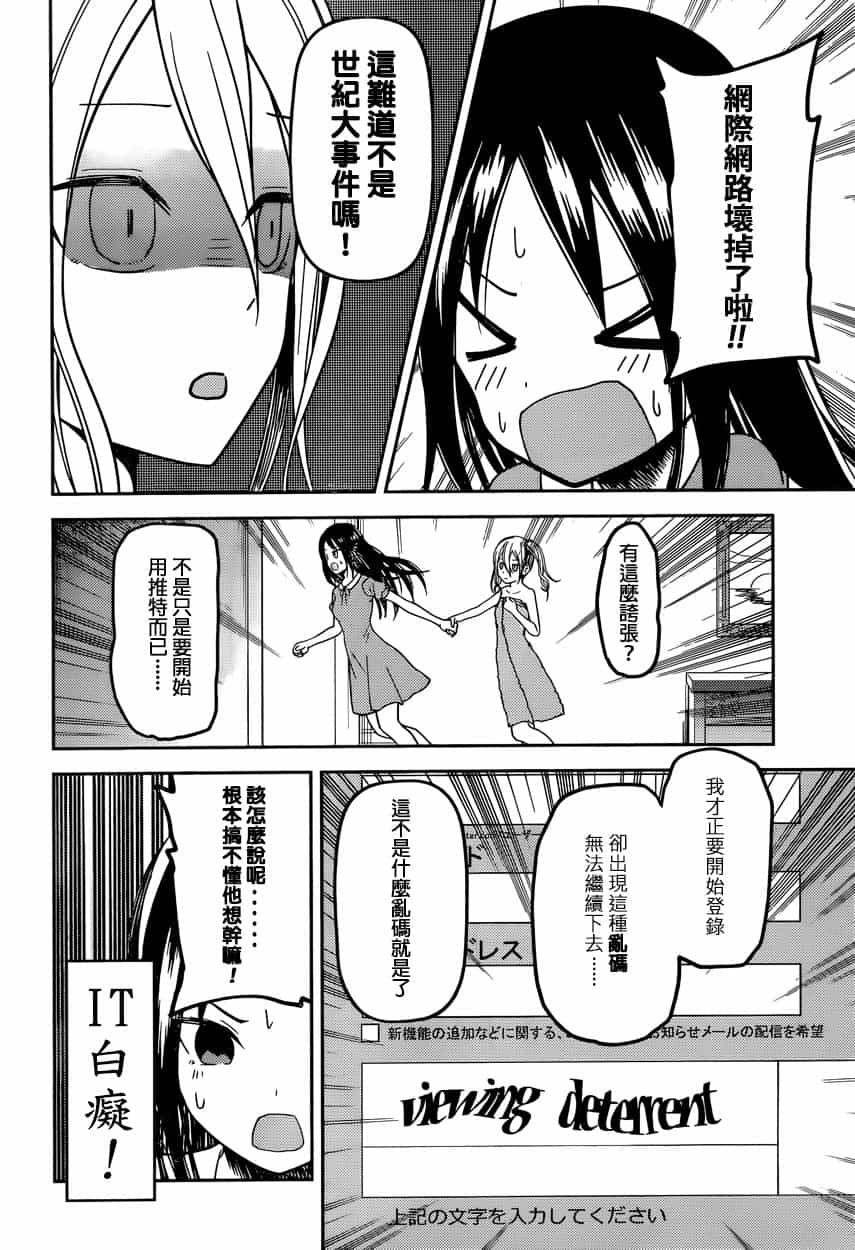 網際網路壞掉了啦!!
這難道不是
世紀大事件嗎!
有這麼誇張?
不是只是要開始
用推特而已……
我才正要開始登錄
卻出現這種亂碼
無法繼續下去……
這不是什麼亂碼就是了
ド
ドレス
新機能の追加などに関する、
お知らせメールの配信を希望
viewing deterrent
上記の文字を入力してください
該怎麼說呢······
根本搞不懂他想幹嘛!
IT白癡!